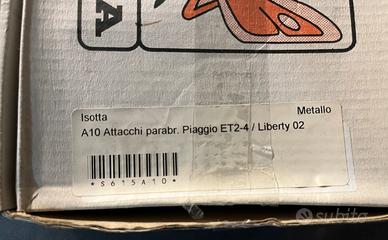 A
Isotta Metallo
A10 Attacchi parabr. Piaggio ET2-4 / Liberty 02
*S615A10*
subito